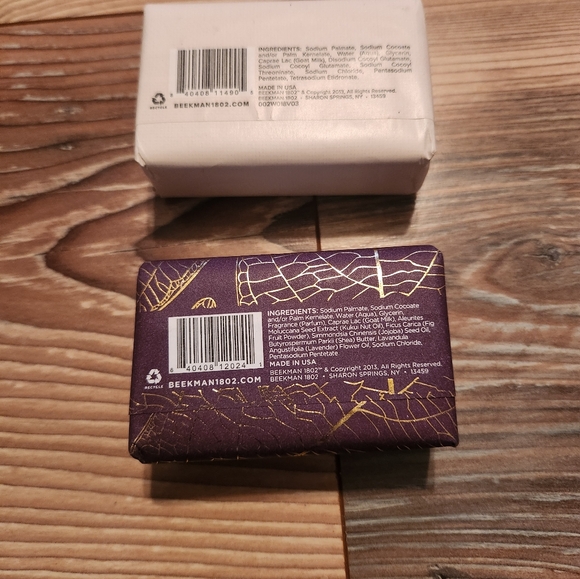 INGREDIENTS: Sodium Palmate, Sodium Cocoate
and/or Palm Kernelate, Water (Aqua), Glycerin,
Caprae Lac (Goat Milk), Disodium Cocoyl Glutamate,
Sodium Cocoyl Glutamate, Sodium Cocoyl
Threoninate, Sodium Chloride, Pentasodium
Pentetate, Tetrasodium Etidronate.
MADE IN USA
BEEKMAN 1802™ & Copyright 2013, All Rights Reserved.
BEEKMAN 1802 • SHARON SPRINGS, NY • 13459
8 40408 11490
RECYCLE
BEEKMAN1802.COM
INGREDIENTS: Sodium Palmate, Sodium Cocoate
and/or Palm Kernelate, Water (Aqua), Glycerin,
Fragrance (Parfum), Caprae Lac (Goat Milk), Aleurites
Moluccana Seed Extract (Kukui Nut Oil), Ficus Carica (Fig
Fruit Powder), Simmondsia Chinensis (Jojoba) Seed Oil,
Butyrospermum Parkii (Shea) Butter, Lavandula
Angustifolia (Lavender) Flower Oil, Sodium Chloride,
Pentasodium Pentetate
MADE IN USA
BEEKMAN 1802™ & Copyright 2013, All Rights Reserved.
BEEKMAN 1802 • SHARON SPRINGS, NY • 13459
8 40408 12024
RECYCLE
BEEKMAN1802.COM